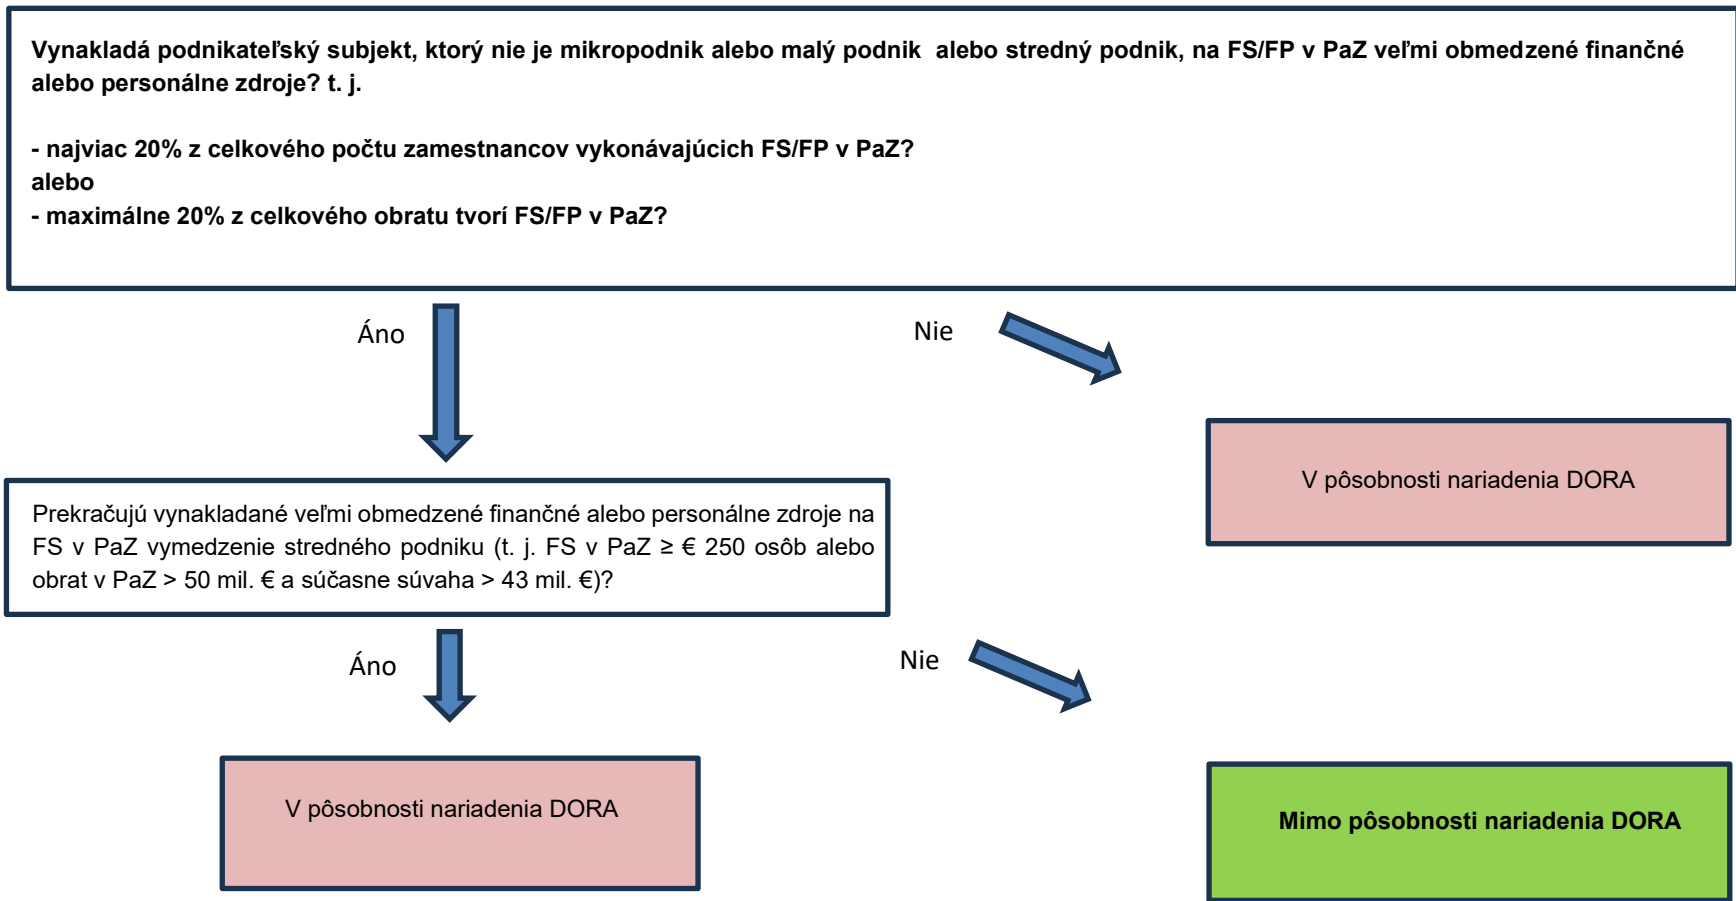 Vynakladá podnikateľský subjekt, ktorý nie je mikropodnik alebo malý podnik alebo stredný podnik, na FS/FP v PaZ veľmi obmedzené finančné
alebo personálne zdroje? t. j.
- najviac 20% z celkového počtu zamestnancov vykonávajúcich FS/FP v PaZ?
alebo
- maximálne 20% z celkového obratu tvorí FS/FP v PaZ?
Áno
Nie
V pôsobnosti nariadenia DORA
Prekračujú vynakladané veľmi obmedzené finančné alebo personálne zdroje na
FS v PaZ vymedzenie stredného podniku (t. j. FS v PaZ ≥ € 250 osôb alebo
obrat v PaZ > 50 mil. € a súčasne súvaha > 43 mil. €)?
Áno
Nie
V pôsobnosti nariadenia DORA
Mimo pôsobnosti nariadenia DORA